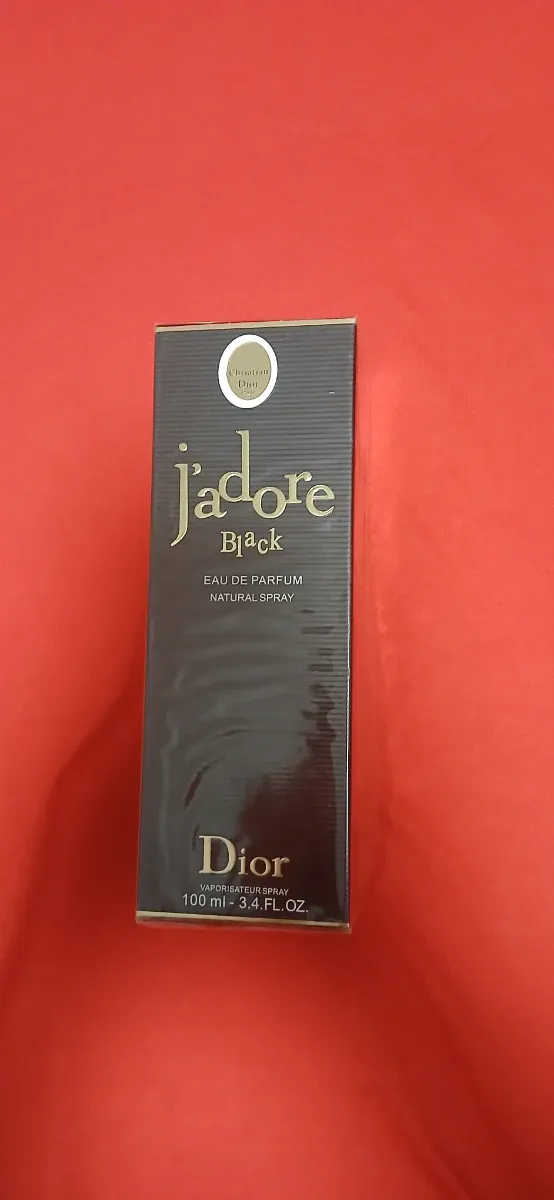 Christian
Dior
j'adore
Black
EAU DE PARFUM
NATURAL SPRAY
Dior
VAPORISATEUR SPRAY
100 ml - 3.4.FL.OZ.